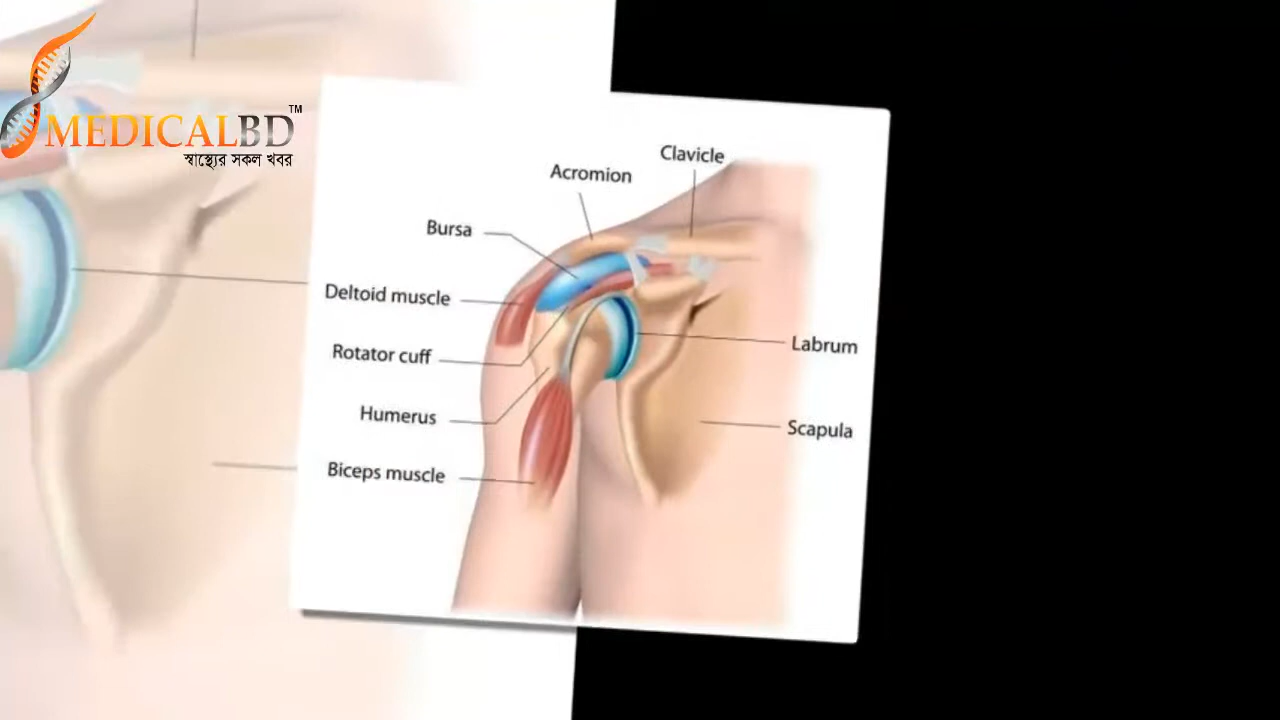 MEDICALBD™
স্বাস্থ্যের সকল খবর
Clavicle
Acromion
Bursa
Deltoid muscle
Rotator cuff
Labrum
Humerus
Scapula
Biceps muscle